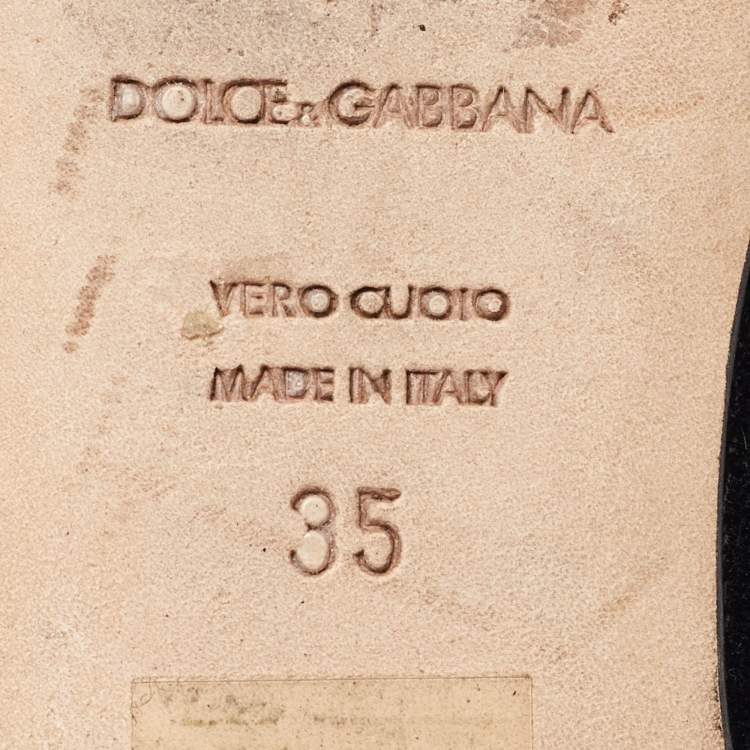 DOLCE & GABBANA
VERO CUOIO
MADE IN ITALY
35